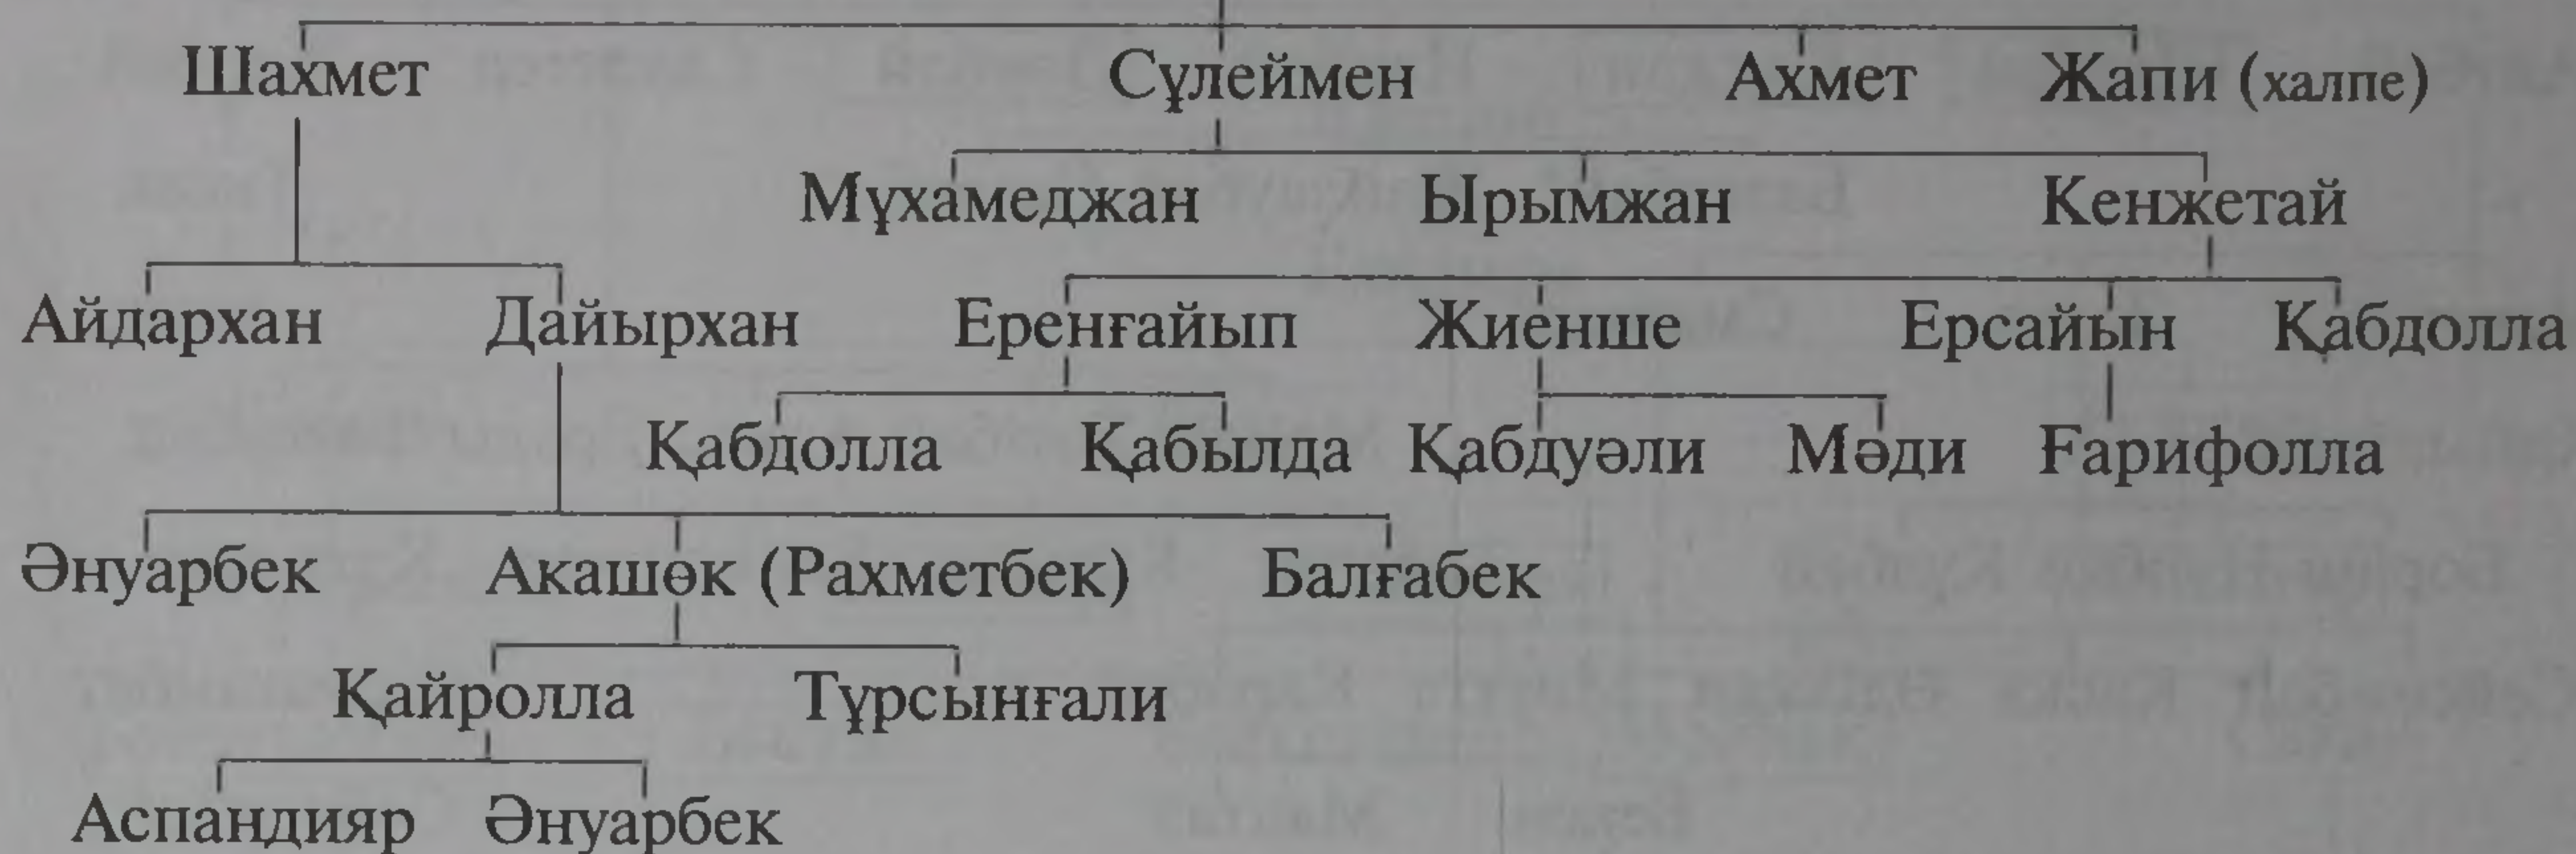 Шахмет Сұлеймен Ахмет Жапи (халпе)
Мұхамеджан Ырымжан Кенжетай
Айдархан Дайырхан Еренғайып Жиенше Ерсайын Қабдолла
Қабдолла Қабылда Қабдуәли Мәди Ғарифолла
Әнуарбек Акашөк (Рахметбек) Балғабек
Қайролла Тұрсынғали
Аспандияр Әнуарбек